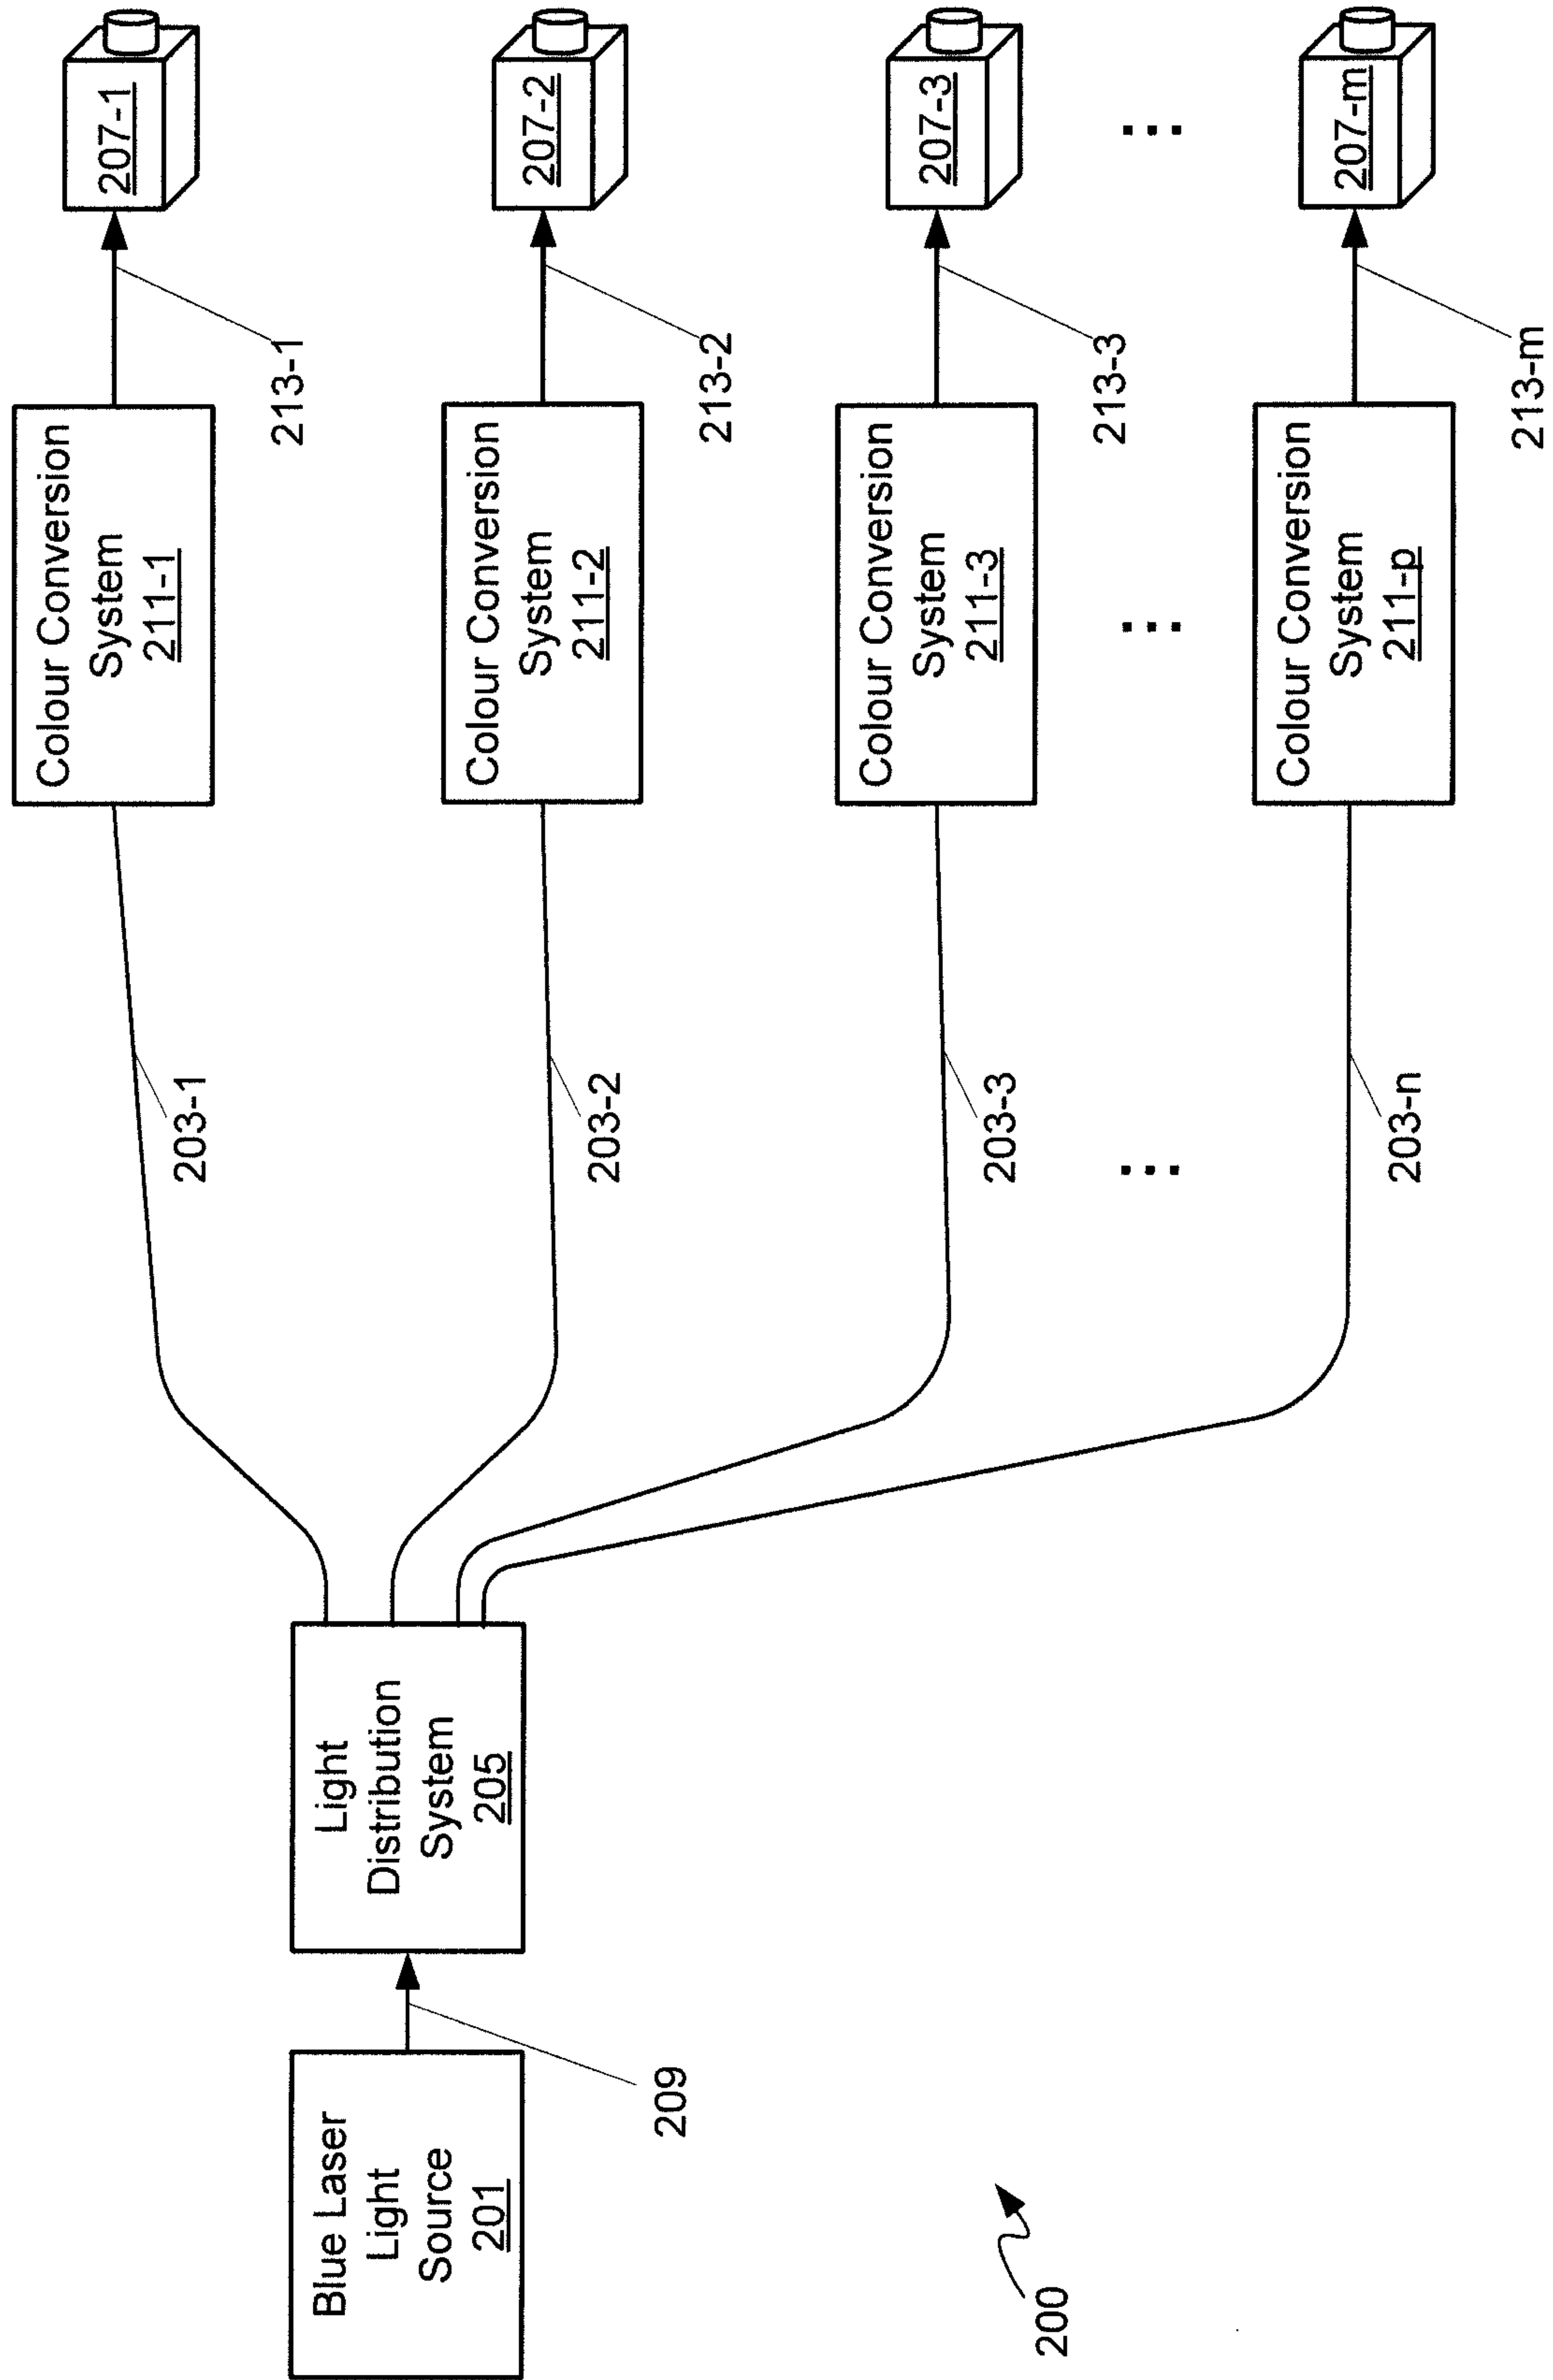 Blue Laser
Light
Source
201
209
Light
Distribution
System
205
203-1
203-2
203-3
...
203-n
Colour Conversion
System
211-1
Colour Conversion
System
211-2
Colour Conversion
System
211-3
...
Colour Conversion
System
211-p
213-1
213-2
213-3
213-m
207-1
207-2
207-3
...
207-m
200